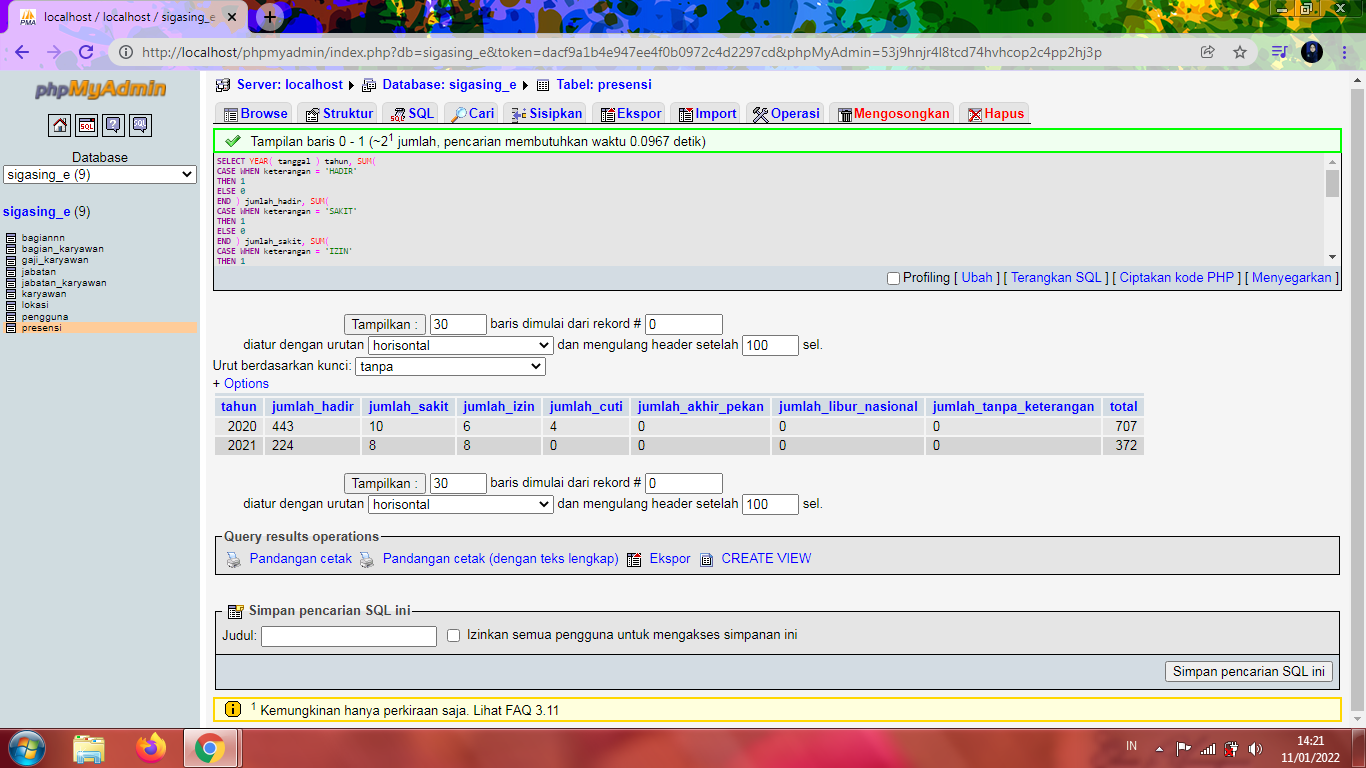 localhost / localhost / sigasing_e
http://localhost/phpmyadmin/index.php?db=sigasing_e&token=dacf9a1b4e947ee4f0b0972c4d2297cd&phpMyAdmin=53j9hnjr4l8tcd74hvhcop2c4pp2hj3p
phpMyAdmin
Server: localhost Database: sigasing_e Tabel: presensi
Browse Struktur SQL Cari Sisipkan Ekspor Import Operasi Mengosongkan Hapus
Database
sigasing_e (9)
sigasing_e (9)
bagiannn
bagian_karyawan
gaji_karyawan
jabatan
jabatan_karyawan
karyawan
lokasi
pengguna
presensi
Tampilan baris 0 - 1 (~2¹ jumlah, pencarian membutuhkan waktu 0.0967 detik)
SELECT YEAR( tanggal ) tahun, SUM(
CASE WHEN keterangan = 'HADIR'
THEN 1
ELSE 0
END ) jumlah_hadir, SUM(
CASE WHEN keterangan = 'SAKIT'
THEN 1
ELSE 0
END ) jumlah_sakit, SUM(
CASE WHEN keterangan = 'IZIN'
THEN 1
Profiling [ Ubah ] [ Terangkan SQL ] [ Ciptakan kode PHP ] [ Menyegarkan ]
Tampilkan : 30 baris dimulai dari rekord # 0
diatur dengan urutan horisontal dan mengulang header setelah 100 sel.
Urut berdasarkan kunci: tanpa
+ Options
tahun jumlah_hadir jumlah_sakit jumlah_izin jumlah_cuti jumlah_akhir_pekan jumlah_libur_nasional jumlah_tanpa_keterangan total
2020 443 10 6 4 0 0 0 707
2021 224 8 8 0 0 0 0 372
Tampilkan : 30 baris dimulai dari rekord # 0
diatur dengan urutan horisontal dan mengulang header setelah 100 sel.
Query results operations
Pandangan cetak Pandangan cetak (dengan teks lengkap) Ekspor CREATE VIEW
Simpan pencarian SQL ini
Judul: Izinkan semua pengguna untuk mengakses simpanan ini
Simpan pencarian SQL ini
¹ Kemungkinan hanya perkiraan saja. Lihat FAQ 3.11
IN
14:21
11/01/2022